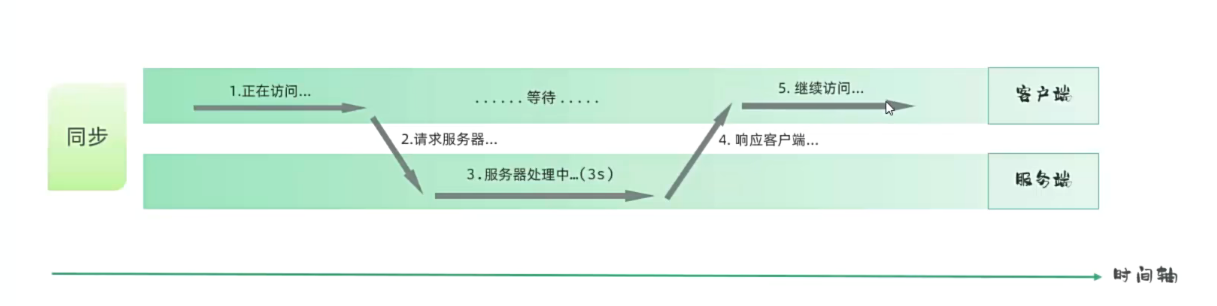 同步
1.正在访问...
......等待.....
5. 继续访问...
客户端
2.请求服务器...
4. 响应客户端...
3.服务器处理中...(3s)
服务端
时间轴